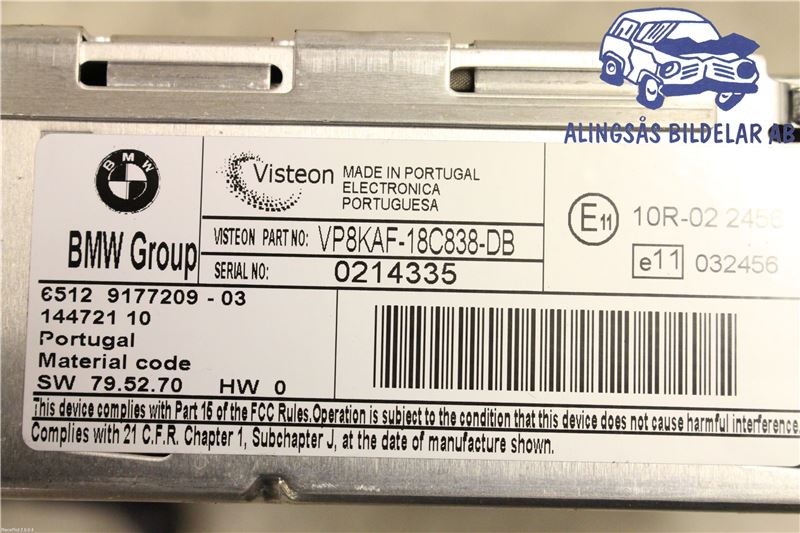 ALINGSÅS BILDELAR AB
BMW
BMW Group
Visteon
MADE IN PORTUGAL
ELECTRONICA
PORTUGUESA
VISTEON PART NO: VP8KAF-18C838-DB
SERIAL NO: 0214335
E11 10R-02 2456
e11 032456
6512 9177209 - 03
144721 10
Portugal
Material code
SW 79.52.70 HW 0
This device complies with Part 15 of the FCC Rules.Operation is subject to the condition that this device does not cause harmful interference.
Complies with 21 C.F.R. Chapter 1, Subchapter J, at the date of manufacture shown.